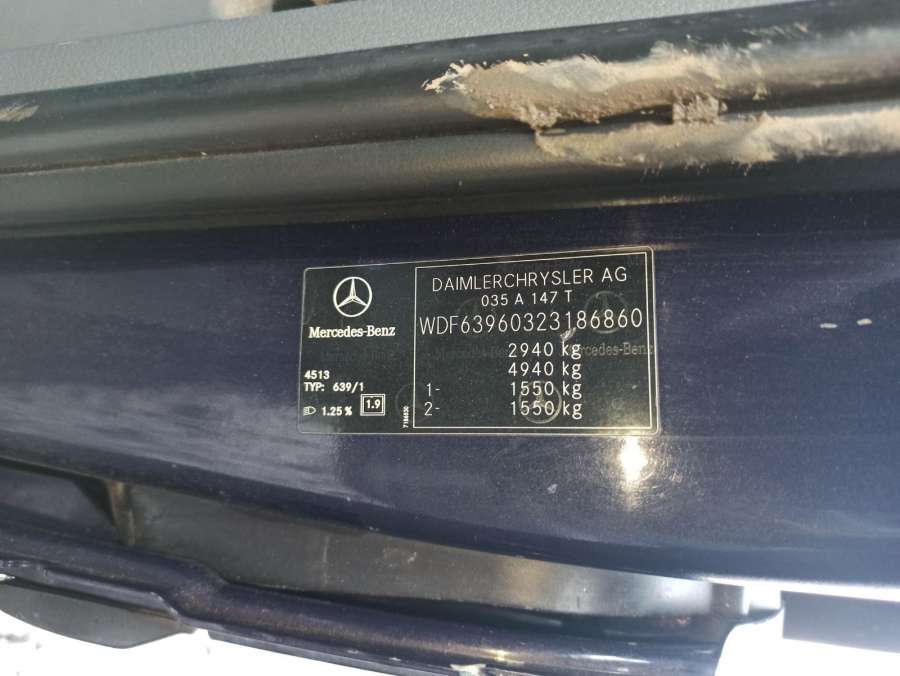 DAIMLERCHRYSLER AG
035 A 147 T
WDF63960323186860
2940 kg
4940 kg
1- 1550 kg
2- 1550 kg
Mercedes-Benz
4513
TYP: 639/1
1.25 % 1.9